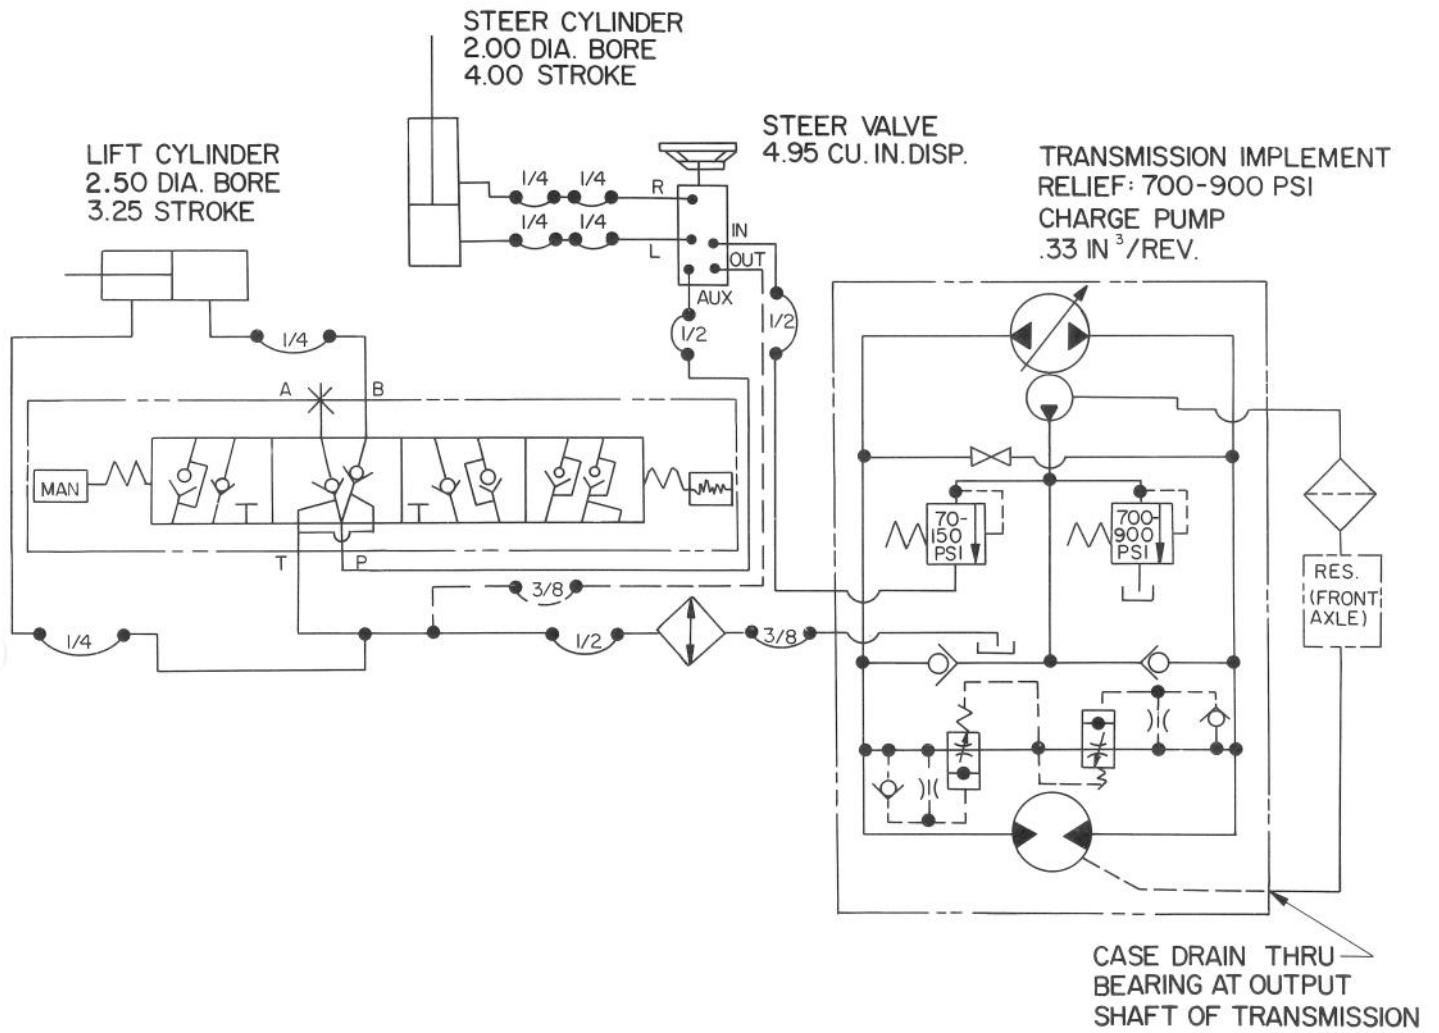 STEER CYLINDER
2.00 DIA. BORE
4.00 STROKE
STEER VALVE
4.95 CU. IN. DISP.
LIFT CYLINDER
2.50 DIA. BORE
3.25 STROKE
TRANSMISSION IMPLEMENT
RELIEF: 700-900 PSI
CHARGE PUMP
.33 IN³/REV.
1/4 1/4
R
1/4 1/4
L
IN
OUT
AUX
1/2
1/2
1/4
A
B
MAN
T
P
70-
150
PSI
700-
900
PSI
RES.
(FRONT
AXLE)
3/8
1/4
1/2
3/8
CASE DRAIN THRU
BEARING AT OUTPUT
SHAFT OF TRANSMISSION